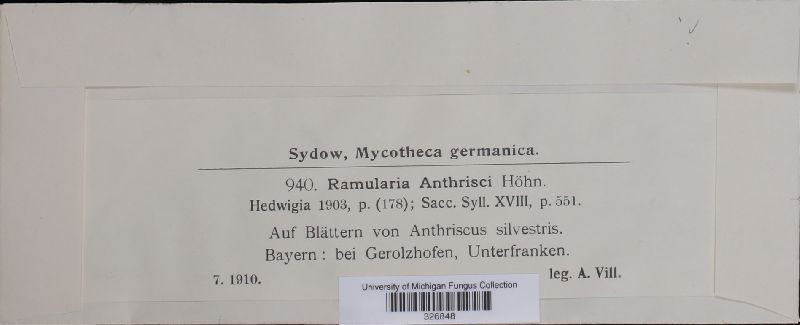 Sydow, Mycotheca germanica.
940. Ramularia Anthrisci Höhn.
Hedwigia 1903, p. (178); Sacc. Syll. XVIII, p. 551.
Auf Blättern von Anthriscus silvestris.
Bayern: bei Gerolzhofen, Unterfranken.
7. 1910. leg. A. Vill.
University of Michigan Fungus Collection
326848